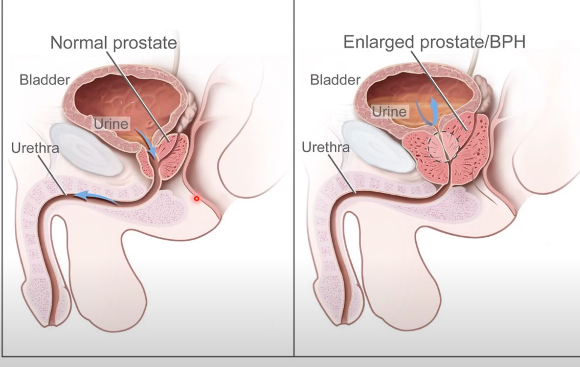 Normal prostate
Bladder
Urine
Urethra
Enlarged prostate/BPH
Bladder
Urine
Urethra